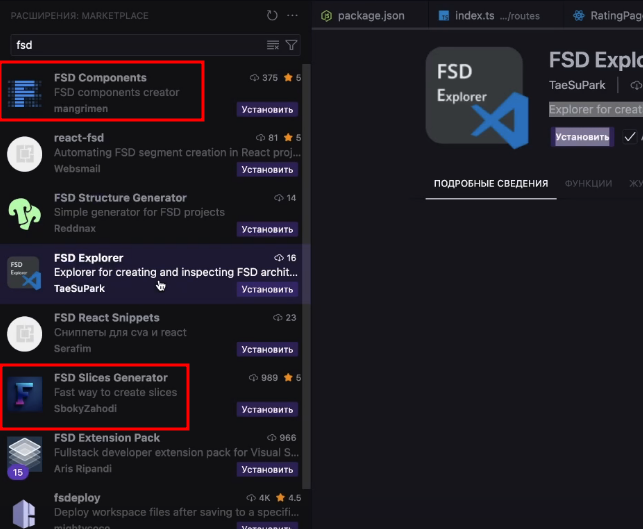 РАСШИРЕНИЯ: MARKETPLACE
fsd
FSD Components 375 5
FSD components creator
mangrimen Установить
react-fsd 81 5
Automating FSD segment creation in React proj...
Websmail Установить
FSD Structure Generator 14
Simple generator for FSD projects
Reddnax Установить
FSD Explorer 16
Explorer for creating and inspecting FSD archit...
TaeSuPark Установить
FSD React Snippets 23
Сниппеты для cva и react
Serafim Установить
FSD Slices Generator 989 5
Fast way to create slices
SbokyZahodi Установить
FSD Extension Pack 966
Fullstack developer extension pack for Visual S...
Aris Ripandi Установить
15
fsdeploy 4K 4.5
Deploy workspace files after saving to a specifi...
Установить
package.json index.ts .../routes RatingPag
FSD
Explorer
FSD Explo
TaeSuPark
Explorer for creati
Установить
ПОДРОБНЫЕ СВЕДЕНИЯ ФУНКЦИИ ЖУ